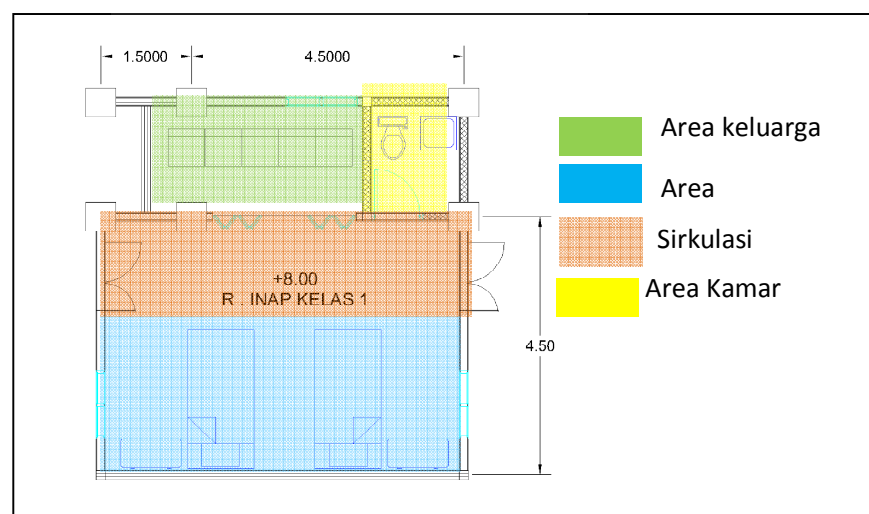 1.5000 4.5000
Area keluarga
Area
Sirkulasi
+8.00
R . INAP KELAS 1
Area Kamar
4.50